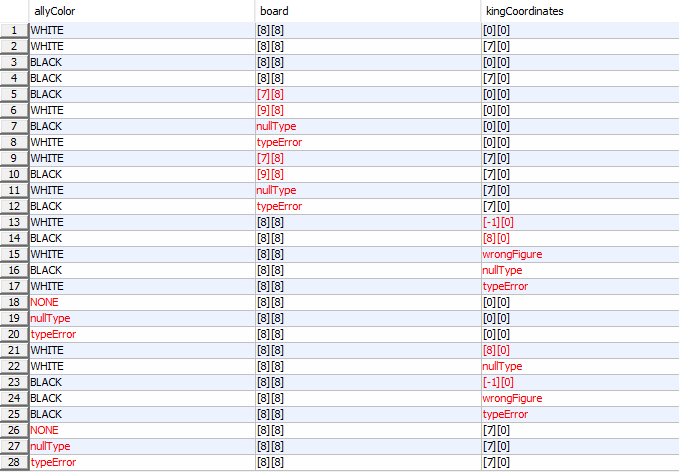 allyColor board kingCoordinates
1 WHITE [8][8] [0][0]
2 WHITE [8][8] [7][0]
3 BLACK [8][8] [0][0]
4 BLACK [8][8] [7][0]
5 BLACK [7][8] [0][0]
6 WHITE [9][8] [0][0]
7 BLACK nullType [0][0]
8 WHITE typeError [0][0]
9 WHITE [7][8] [7][0]
10 BLACK [9][8] [7][0]
11 WHITE nullType [7][0]
12 BLACK typeError [7][0]
13 WHITE [8][8] [-1][0]
14 BLACK [8][8] [8][0]
15 WHITE [8][8] wrongFigure
16 BLACK [8][8] nullType
17 WHITE [8][8] typeError
18 NONE [8][8] [0][0]
19 nullType [8][8] [0][0]
20 typeError [8][8] [0][0]
21 WHITE [8][8] [8][0]
22 WHITE [8][8] nullType
23 BLACK [8][8] [-1][0]
24 BLACK [8][8] wrongFigure
25 BLACK [8][8] typeError
26 NONE [8][8] [7][0]
27 nullType [8][8] [7][0]
28 typeError [8][8] [7][0]